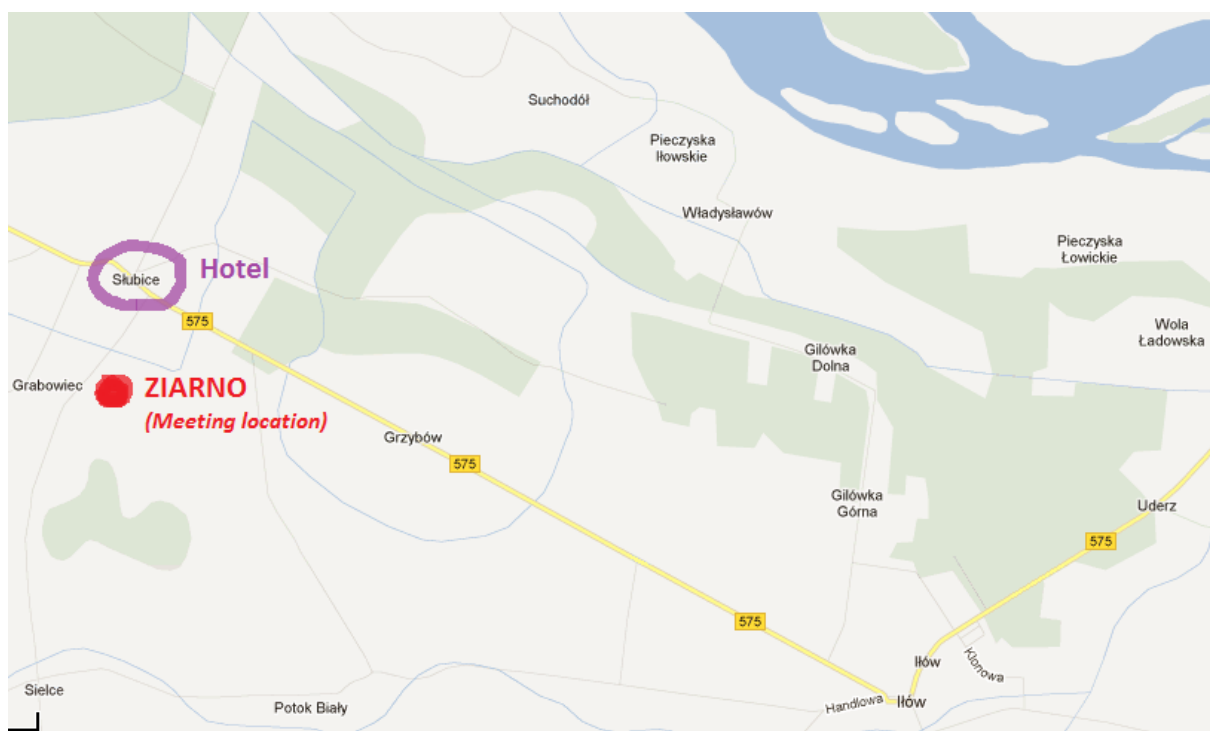 Suchodół
Pieczyska
Iłowskie
Władysławów
Pieczyska
Łowickie
Słubice
Hotel
575
Wola
Ładowska
Gilówka
Dolna
Grabowiec
ZIARNO
(Meeting location)
Grzybów
575
Gilówka
Górna
Uderz
575
575
Iłów
Klonowa
Sielce
Potok Biały
Handlowa
Iłów